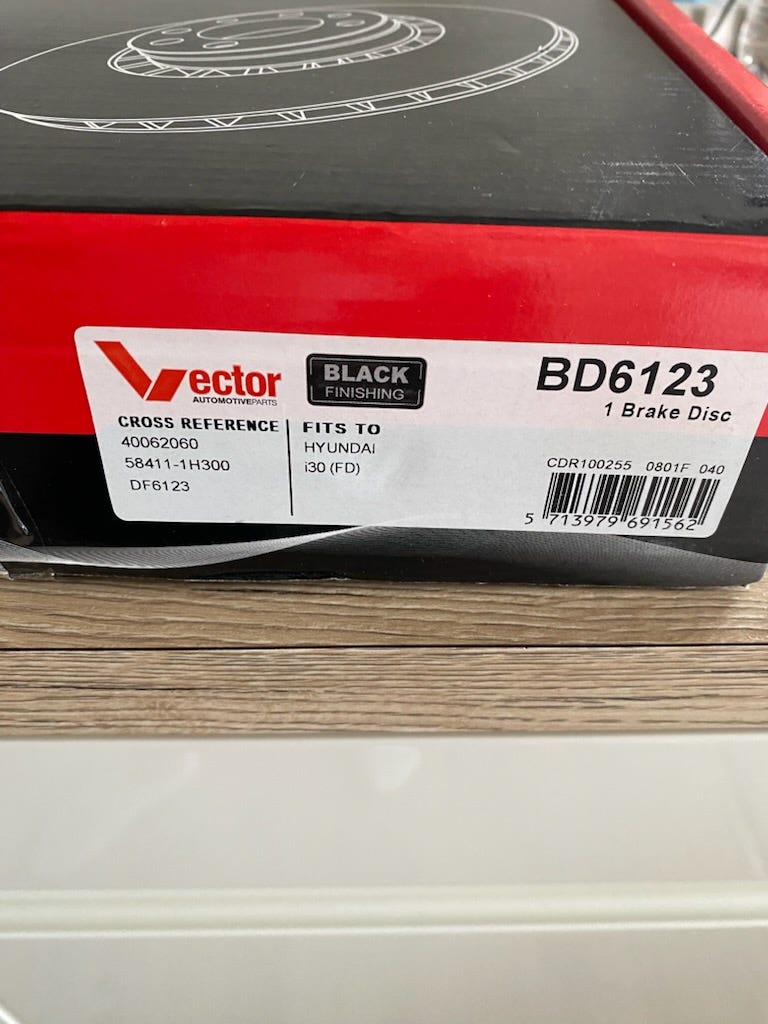 Vector
AUTOMOTIVEPARTS
BLACK
FINISHING
BD6123
1 Brake Disc
CROSS REFERENCE
40062060
58411-1H300
DF6123
FITS TO
HYUNDAI
i30 (FD)
CDR100255 0801F 040
5 713979 691562